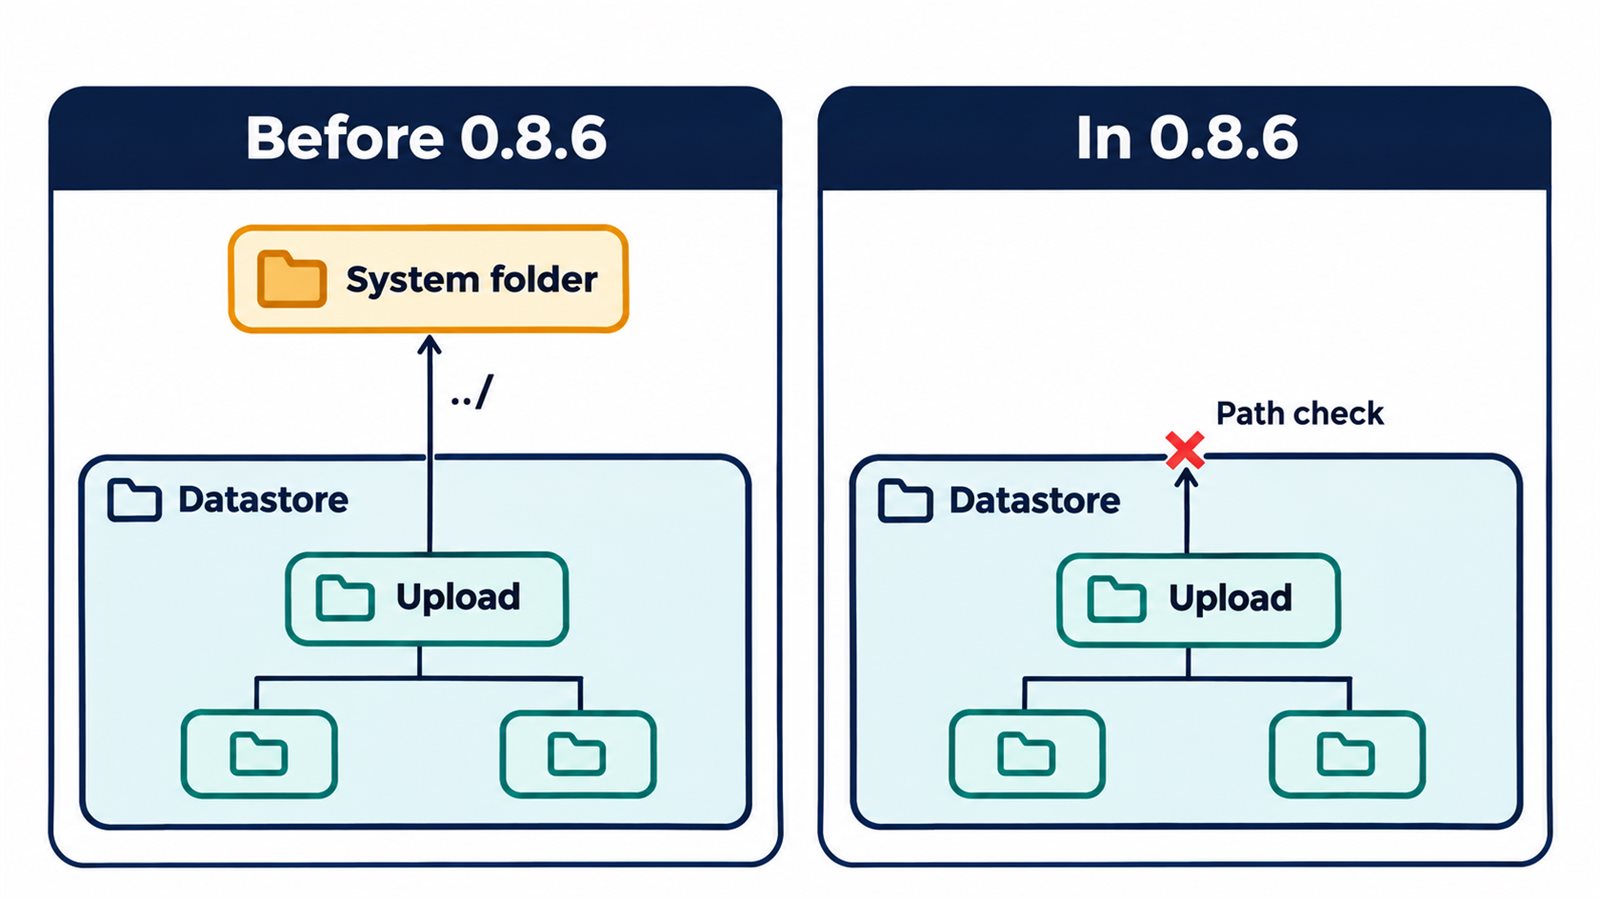 Before 0.8.6
System folder
../
Datastore
Upload
In 0.8.6
Path check
Datastore
Upload